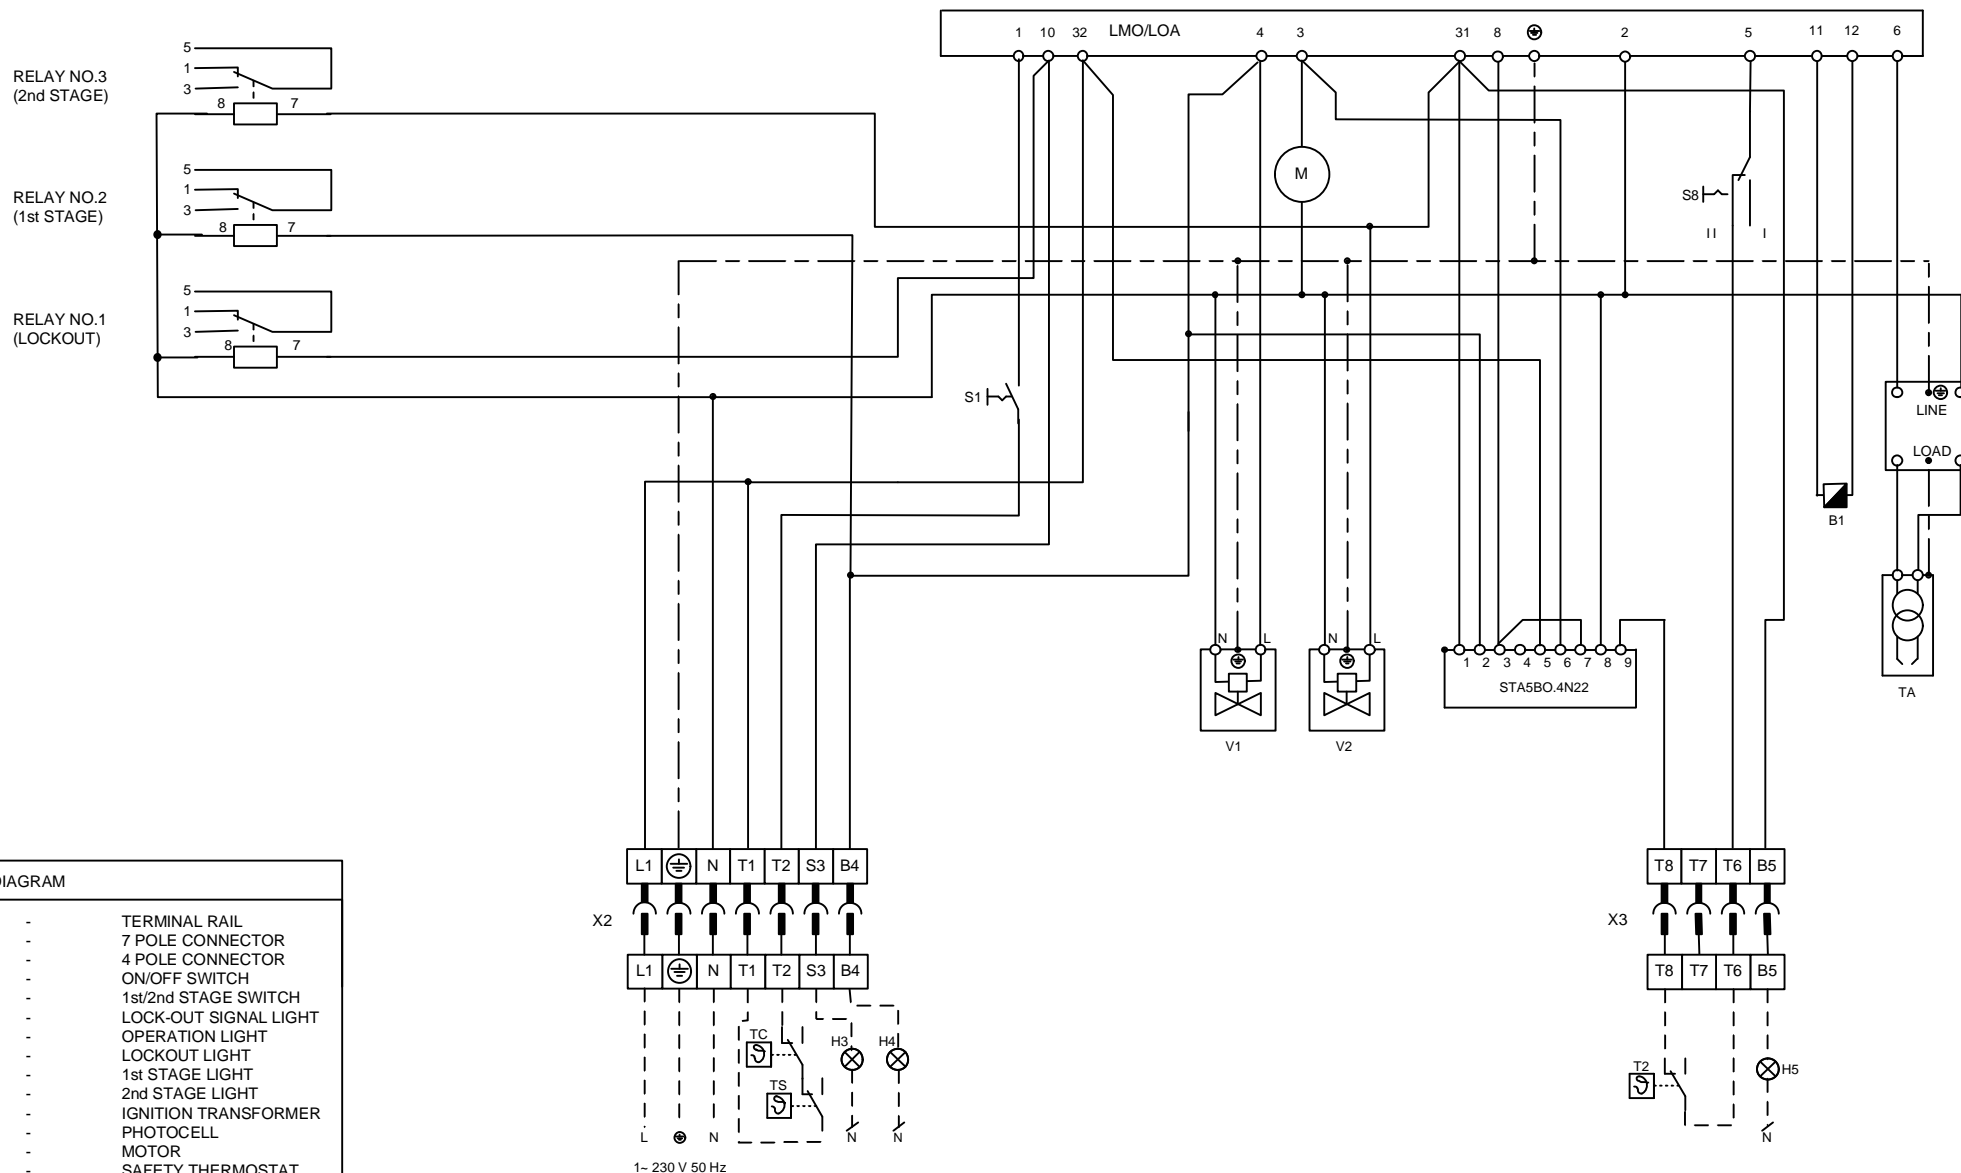 1 10 32 LMO/LOA 4 3 31 8 2 5 11 12 6
RELAY NO.3
(2nd STAGE)
5
1
3
8 7
RELAY NO.2
(1st STAGE)
5
1
3
8 7
RELAY NO.1
(LOCKOUT)
5
1
3
8 7
M
S8
II I
S1
LINE
LOAD
B1
TA
N L
V1
N L
V2
1 2 3 4 5 6 7 8 9
STA5BO.4N22
L1 N T1 T2 S3 B4
X2
L1 N T1 T2 S3 B4
TC
TS
H3 H4
L N N N
1~ 230 V 50 Hz
T8 T7 T6 B5
X3
T8 T7 T6 B5
T2
H5
N
DIAGRAM
- TERMINAL RAIL
- 7 POLE CONNECTOR
- 4 POLE CONNECTOR
- ON/OFF SWITCH
- 1st/2nd STAGE SWITCH
- LOCK-OUT SIGNAL LIGHT
- OPERATION LIGHT
- LOCKOUT LIGHT
- 1st STAGE LIGHT
- 2nd STAGE LIGHT
- IGNITION TRANSFORMER
- PHOTOCELL
- MOTOR
- SAFETY THERMOSTAT